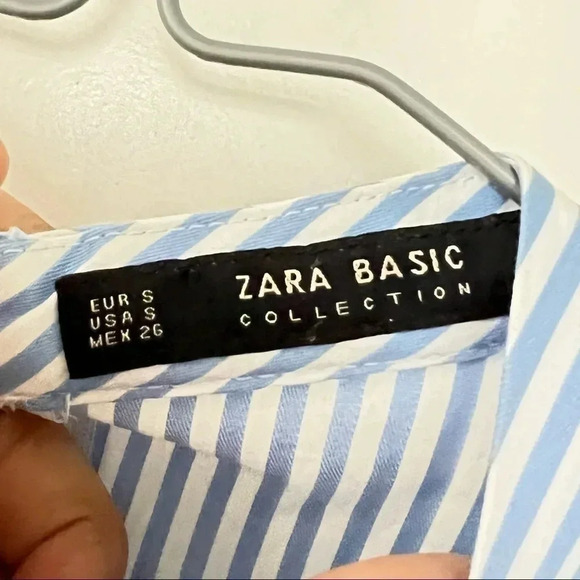 ZARA BASIC
COLLECTION
EUR S
USA S
MEX 26